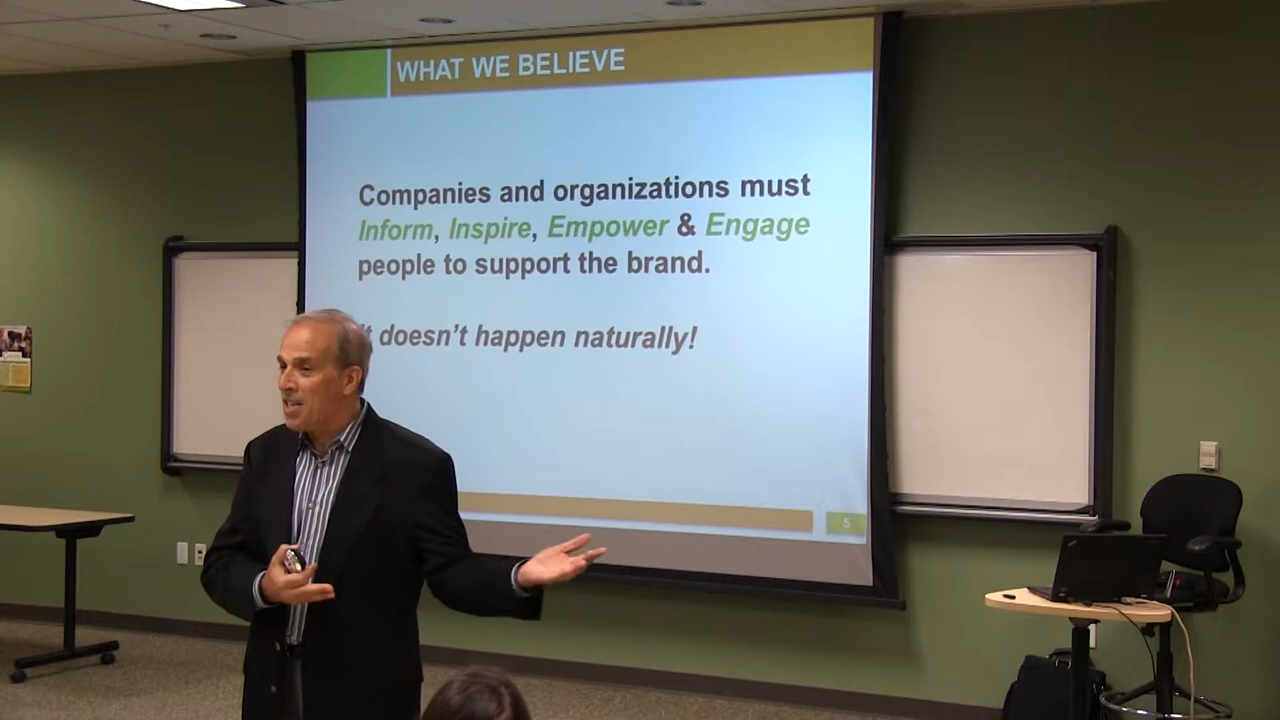 WHAT WE BELIEVE
Companies and organizations must
Inform, Inspire, Empower & Engage
people to support the brand.
doesn't happen naturally!
5